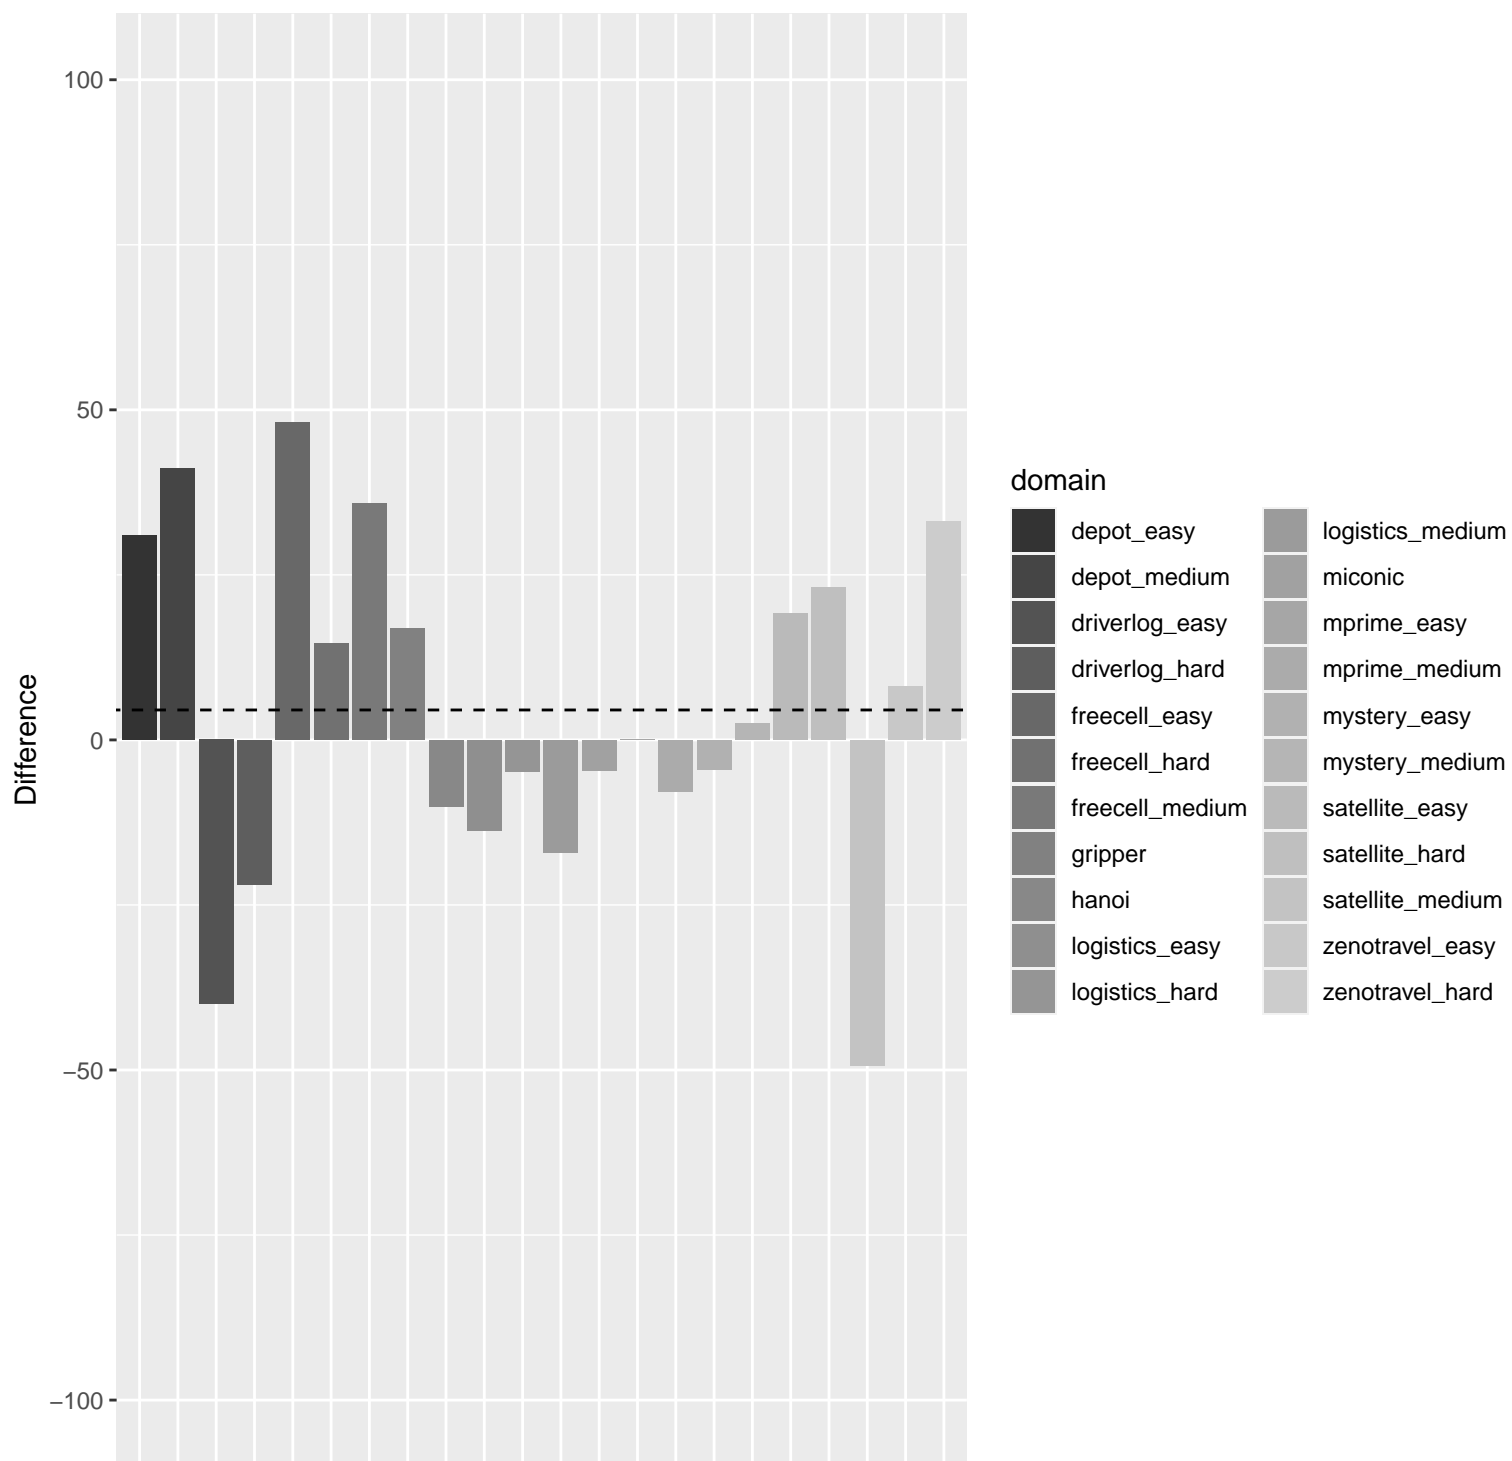 100
50
0
−50
−100
Difference
domain
depot_easy
depot_medium
driverlog_easy
driverlog_hard
freecell_easy
freecell_hard
freecell_medium
gripper
hanoi
logistics_easy
logistics_hard
logistics_medium
miconic
mprime_easy
mprime_medium
mystery_easy
mystery_medium
satellite_easy
satellite_hard
satellite_medium
zenotravel_easy
zenotravel_hard